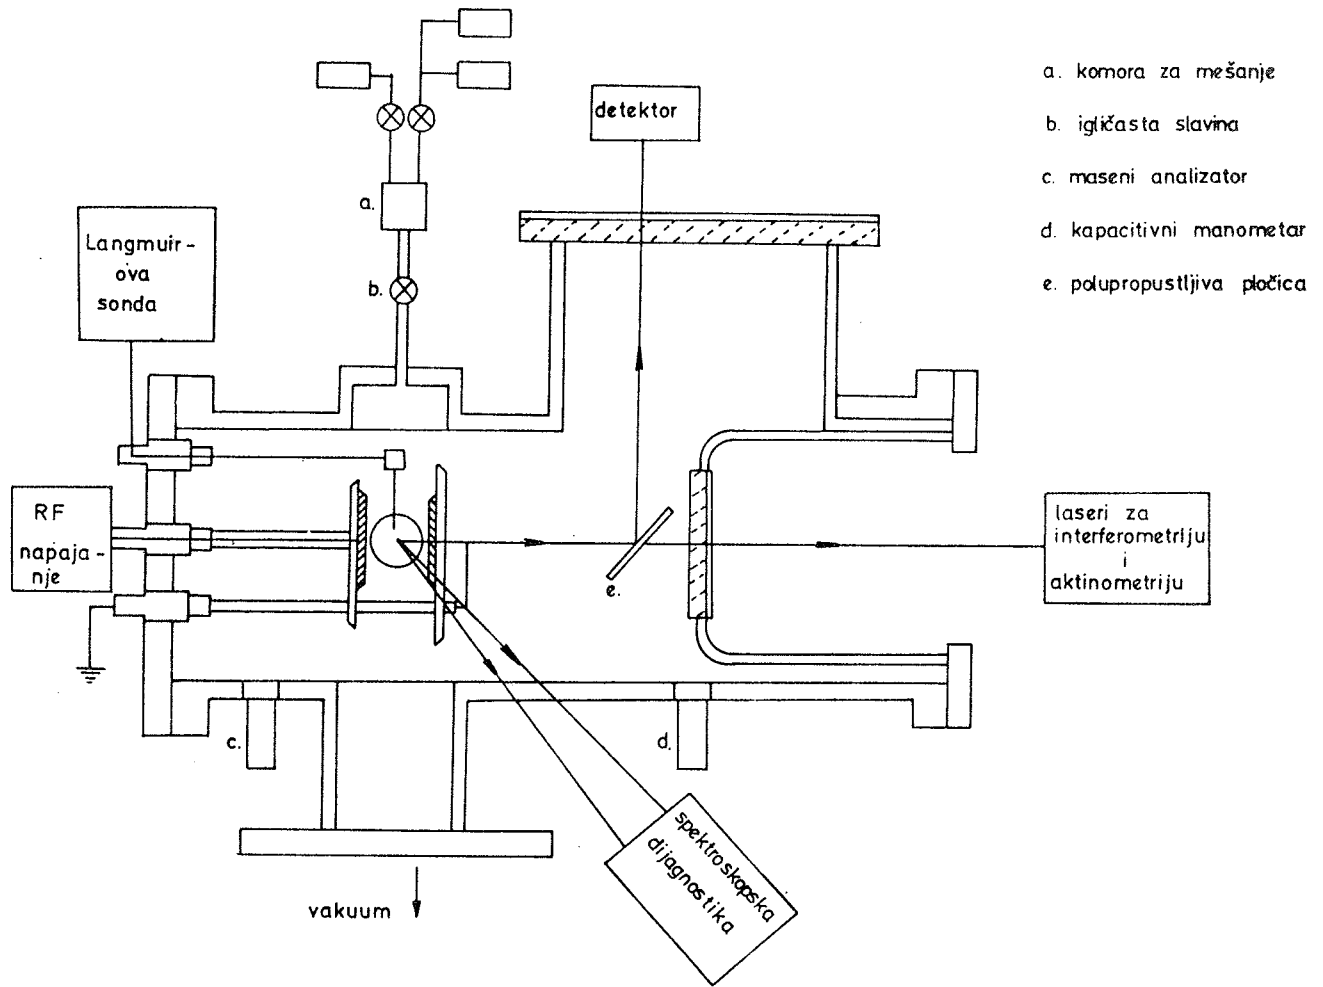 a. komora za mešanje
b. igličasta slavina
c. maseni analizator
d. kapacitivni manometar
e. polupropustljiva pločica
detektor
a.
b.
Langmuir-
ova
sonda
RF
napaja-
nje
e.
laseri za
interferometriju
i
aktinometriju
c.
d.
spektroskopska
dijagnostika
vakuum